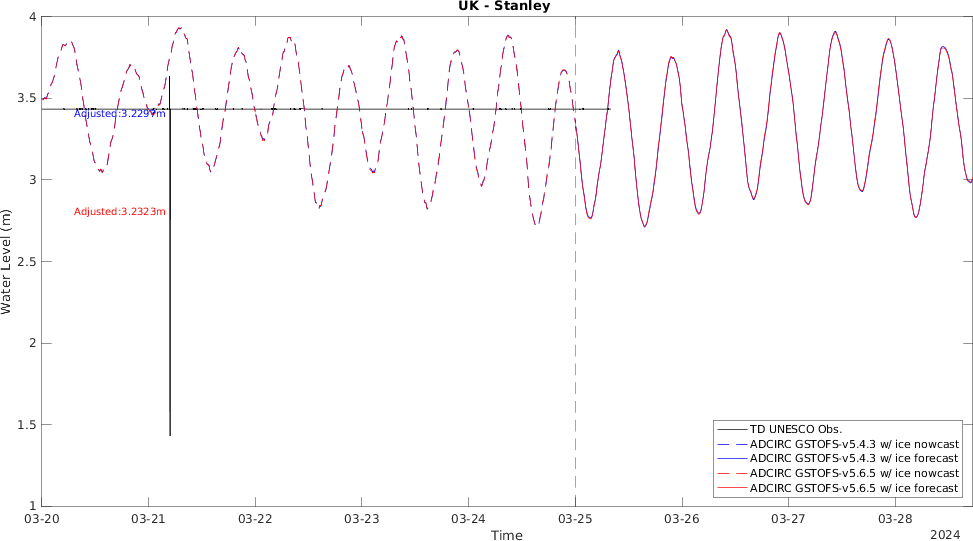 UK - Stanley
4
3.5
3
2.5
2
1.5
1
Water Level (m)
Adjusted:3.2297m
Adjusted:3.2323m
TD UNESCO Obs.
ADCIRC GSTOFS-v5.4.3 w/ ice nowcast
ADCIRC GSTOFS-v5.4.3 w/ ice forecast
ADCIRC GSTOFS-v5.6.5 w/ ice nowcast
ADCIRC GSTOFS-v5.6.5 w/ ice forecast
03-20 03-21 03-22 03-23 03-24 03-25 03-26 03-27 03-28
Time
2024